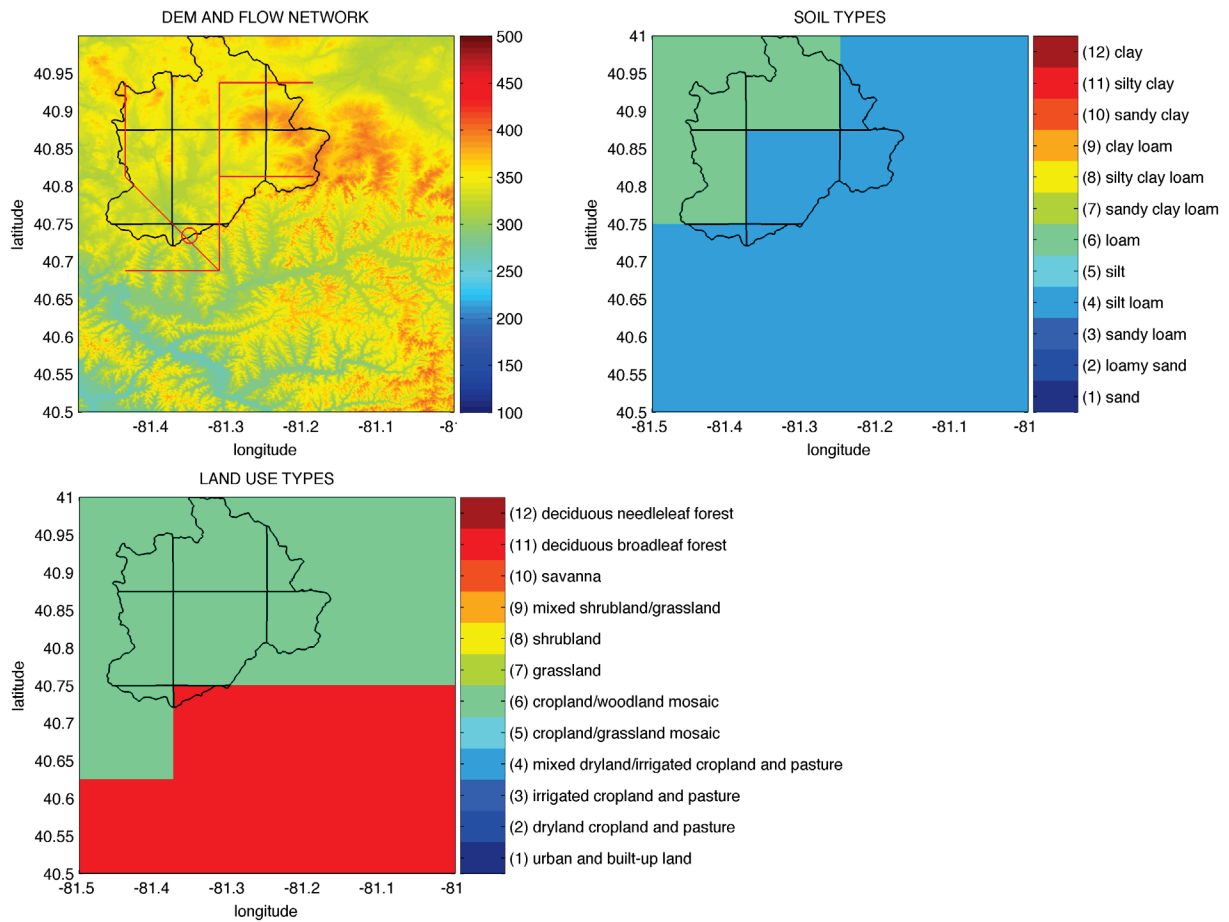 DEM AND FLOW NETWORK
40.95
40.9
40.85
40.8
40.75
40.7
40.65
40.6
40.55
40.5
latitude
-81.4
-81.3
-81.2
-81.1
-8
longitude
500
450
400
350
300
250
200
150
100
SOIL TYPES
41
40.95
40.9
40.85
40.8
40.75
40.7
40.65
40.6
40.55
40.5
latitude
-81.5
-81.4
-81.3
-81.2
-81.1
-81
longitude
(12) clay
(11) silty clay
(10) sandy clay
(9) clay loam
(8) silty clay loam
(7) sandy clay loam
(6) loam
(5) silt
(4) silt loam
(3) sandy loam
(2) loamy sand
(1) sand
LAND USE TYPES
41
40.95
40.9
40.85
40.8
40.75
40.7
40.65
40.6
40.55
40.5
latitude
-81.5
-81.4
-81.3
-81.2
-81.1
-81
longitude
(12) deciduous needleleaf forest
(11) deciduous broadleaf forest
(10) savanna
(9) mixed shrubland/grassland
(8) shrubland
(7) grassland
(6) cropland/woodland mosaic
(5) cropland/grassland mosaic
(4) mixed dryland/irrigated cropland and pasture
(3) irrigated cropland and pasture
(2) dryland cropland and pasture
(1) urban and built-up land